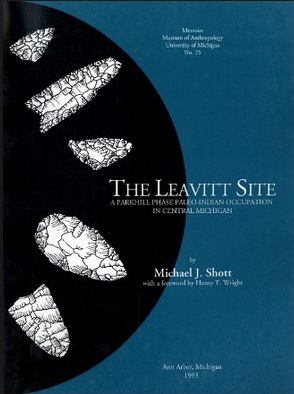 Memoirs
Museum of Anthropology
University of Michigan
No. 25
THE LEAVITT SITE
A PARKHILL PHASE PALEO-INDIAN OCCUPATION
IN CENTRAL MICHIGAN
by
Michael J. Shott
with a foreword by Henry T. Wright
Ann Arbor, Michigan
1993